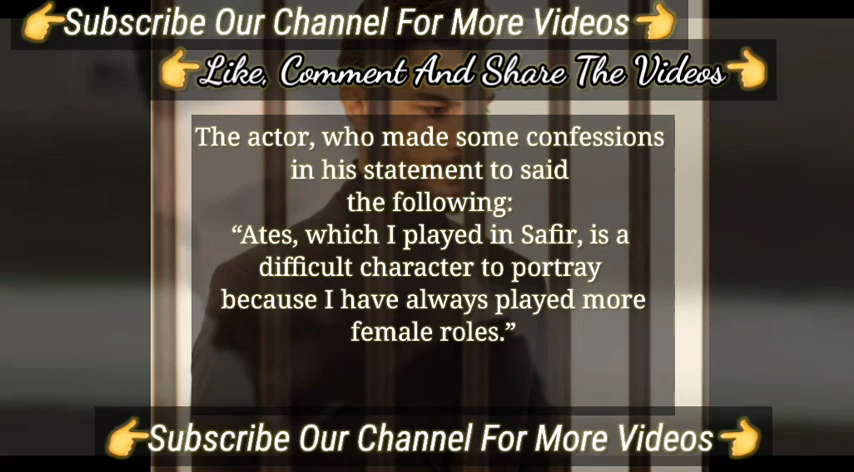 👉Subscribe Our Channel For More Videos👈
👉Like, Comment And Share The Videos👈
The actor, who made some confessions
in his statement to said
the following:
“Ates, which I played in Safir, is a
difficult character to portray
because I have always played more
female roles.”
👉Subscribe Our Channel For More Videos👈